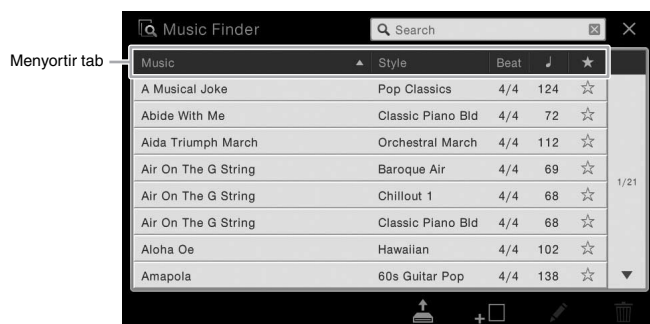 Music Finder
Search
Menyortir tab
Music Style Beat ♩ ★
A Musical Joke Pop Classics 4/4 124 ☆
Abide With Me Classic Piano Bld 4/4 72 ☆
Aida Triumph March Orchestral March 4/4 112 ☆
Air On The G String Baroque Air 4/4 69 ☆
Air On The G String Chillout 1 4/4 68 ☆
Air On The G String Classic Piano Bld 4/4 68 ☆
Aloha Oe Hawaiian 4/4 102 ☆
Amapola 60s Guitar Pop 4/4 138 ☆
1/21